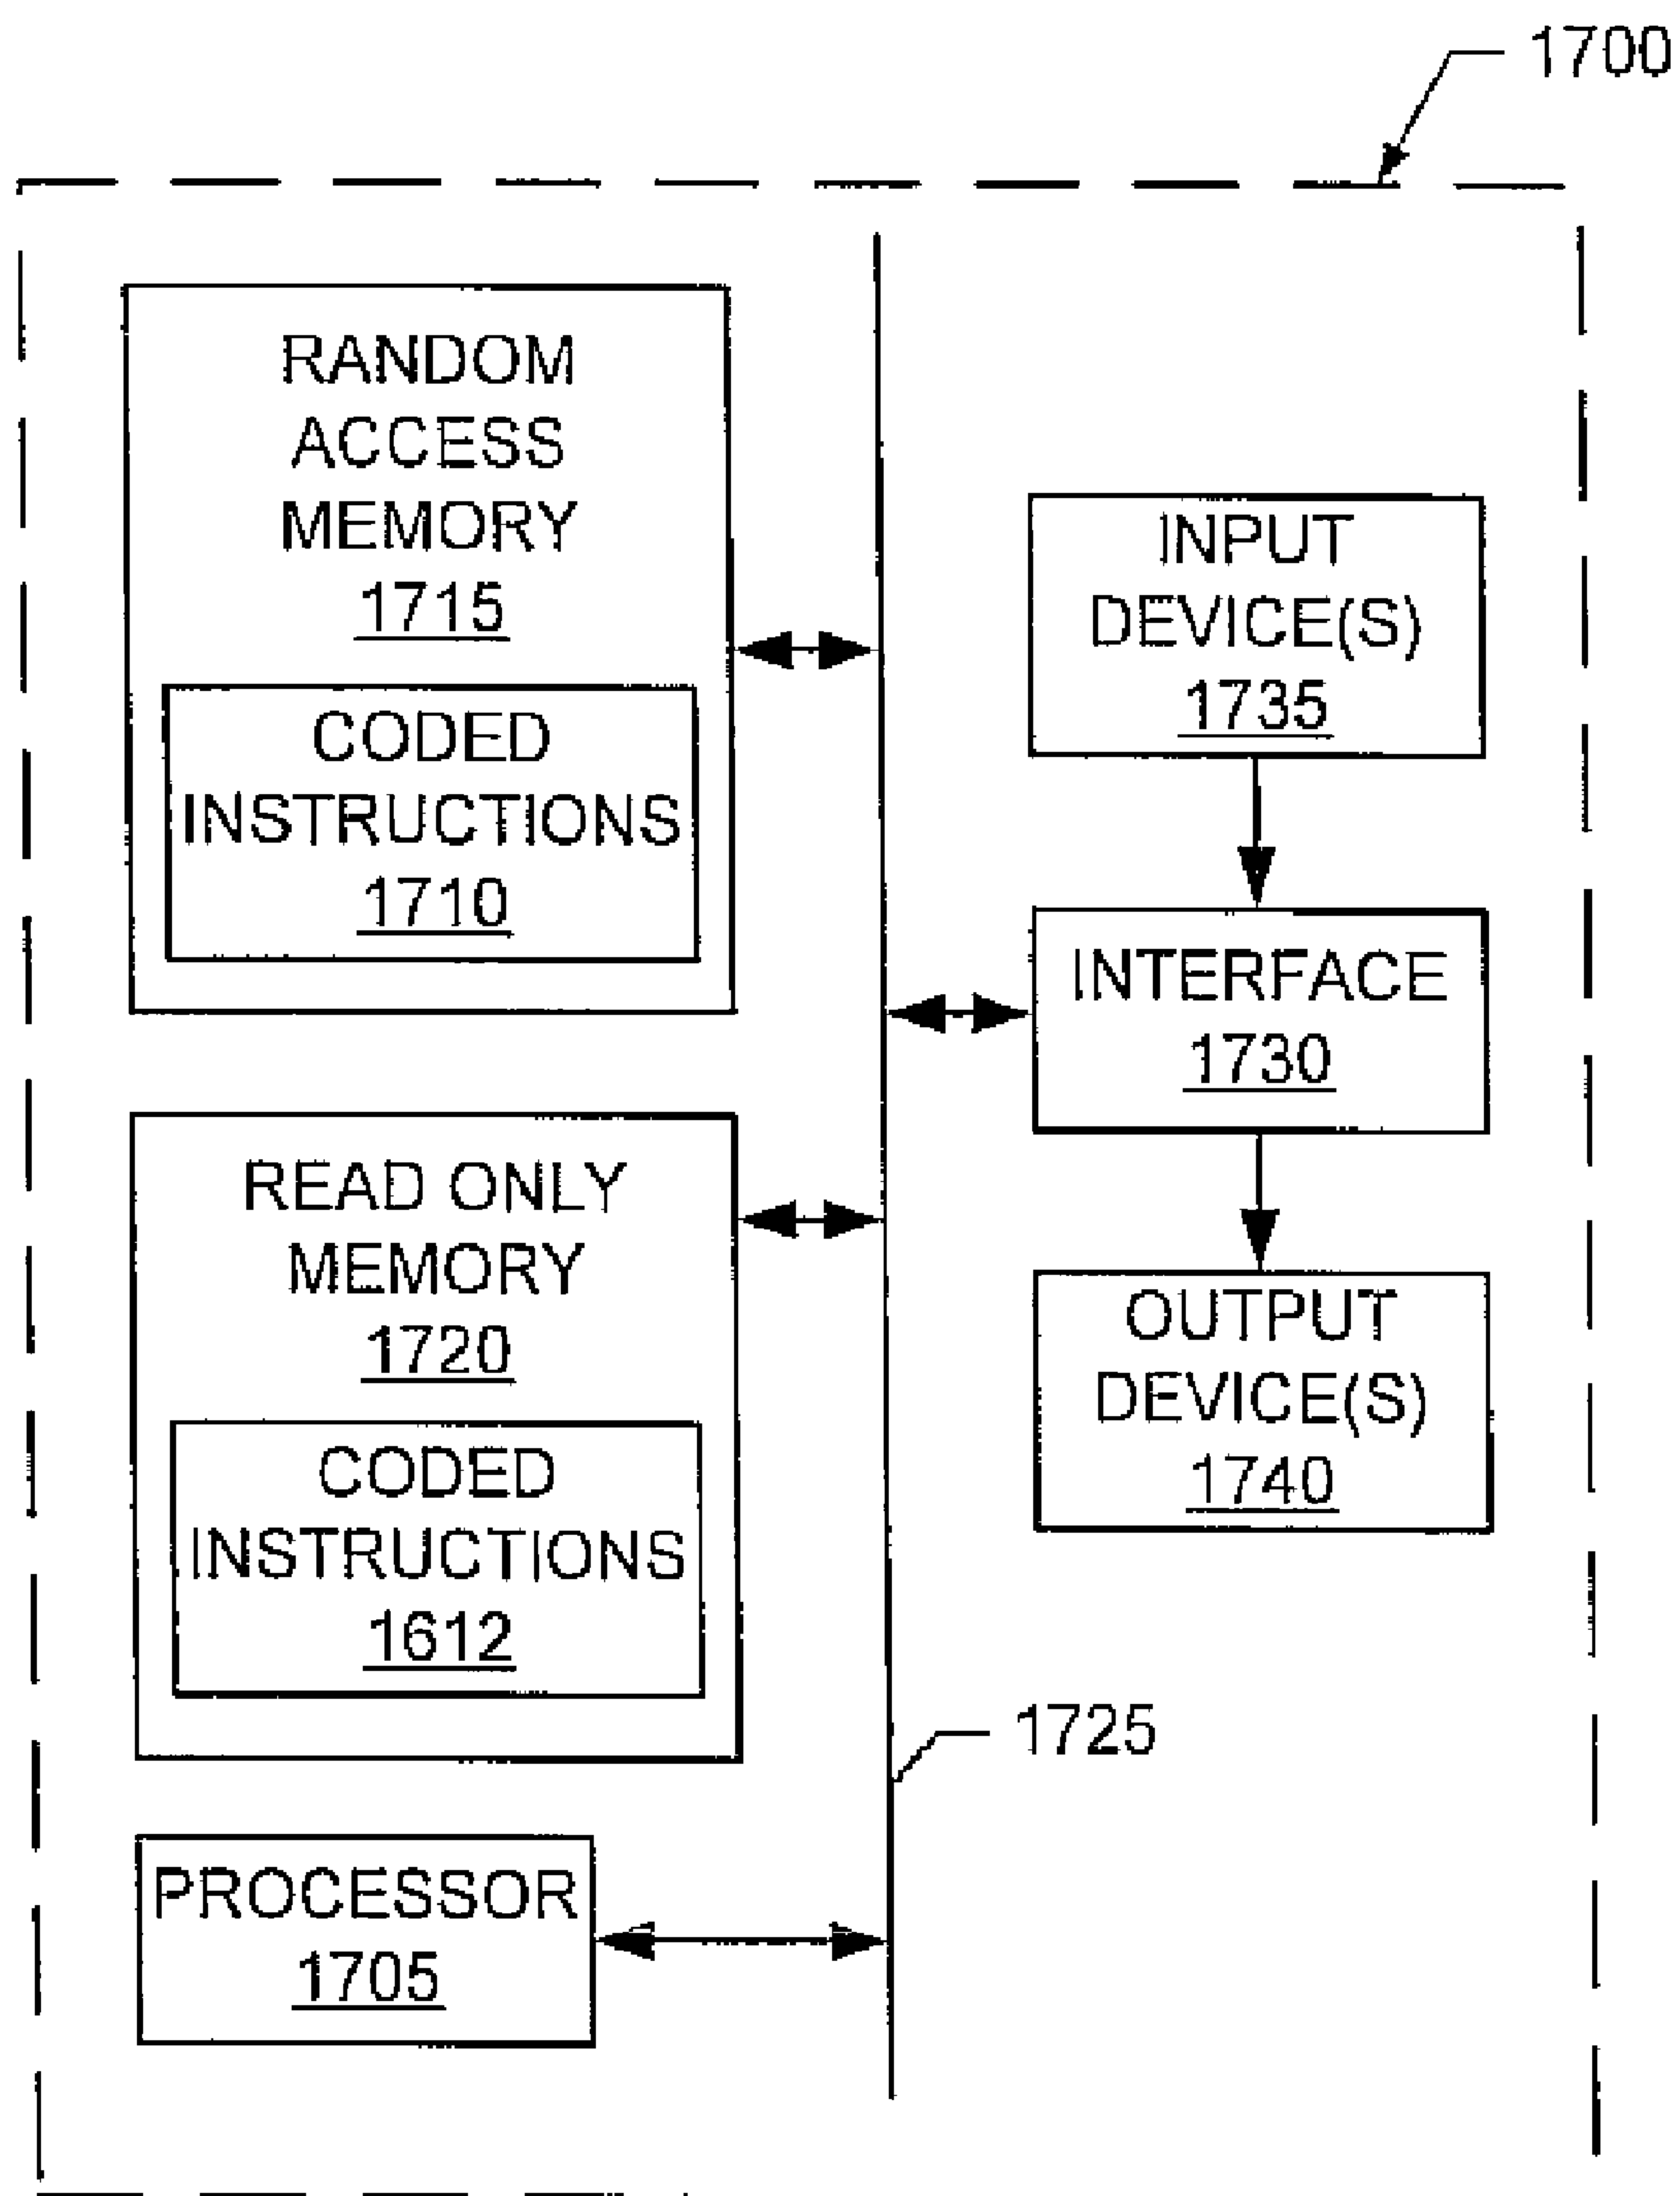 1700
RANDOM
ACCESS
MEMORY
1715
CODED
INSTRUCTIONS
1710
INPUT
DEVICE(S)
1735
INTERFACE
1730
READ ONLY
MEMORY
1720
CODED
INSTRUCTIONS
1612
OUTPUT
DEVICE(S)
1740
1725
PROCESSOR
1705